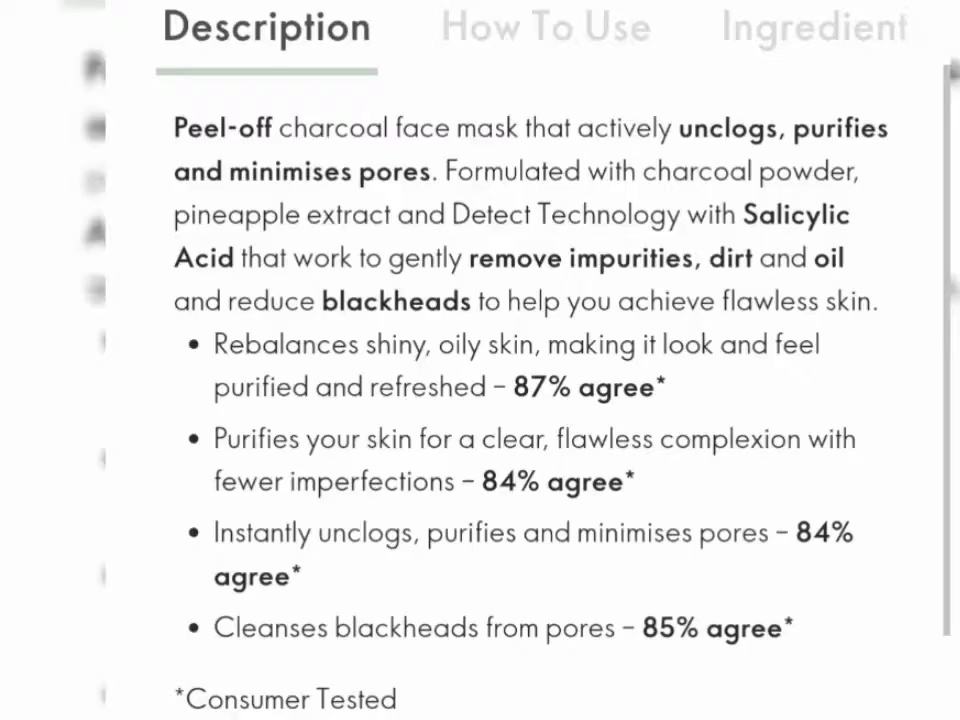 Description How To Use Ingredient
Peel-off charcoal face mask that actively unclogs, purifies
and minimises pores. Formulated with charcoal powder,
pineapple extract and Detect Technology with Salicylic
Acid that work to gently remove impurities, dirt and oil
and reduce blackheads to help you achieve flawless skin.
• Rebalances shiny, oily skin, making it look and feel
purified and refreshed – 87% agree*
• Purifies your skin for a clear, flawless complexion with
fewer imperfections – 84% agree*
• Instantly unclogs, purifies and minimises pores – 84%
agree*
• Cleanses blackheads from pores – 85% agree*
*Consumer Tested